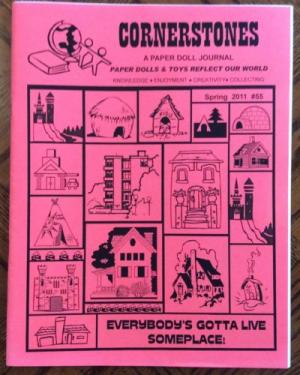 CORNERSTONES
A PAPER DOLL JOURNAL
PAPER DOLLS & TOYS REFLECT OUR WORLD
KNOWLEDGE • ENJOYMENT • CREATIVITY • COLLECTING
Spring 2011 #55
EVERYBODY'S GOTTA LIVE
SOMEPLACE!